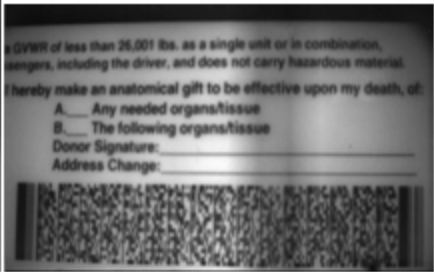 a GVWR of less than 26,001 lbs. as a single unit or in combination,
sengers, including the driver, and does not carry hazardous material.
I hereby make an anatomical gift to be effective upon my death, of:
A.___ Any needed organs/tissue
B.___ The following organs/tissue
Donor Signature:
Address Change: